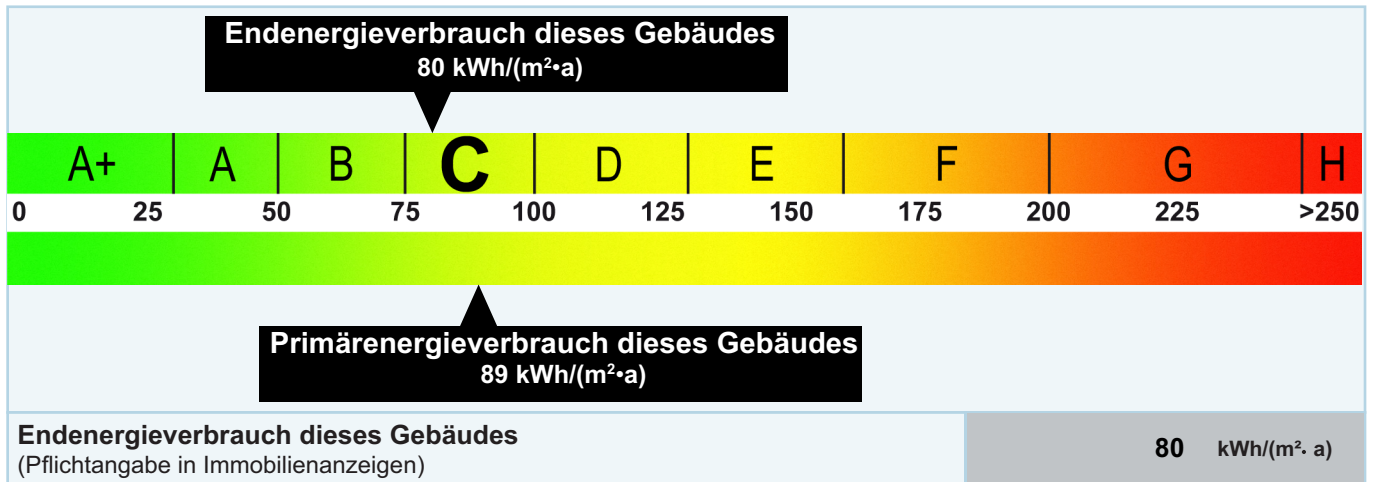 Endenergieverbrauch dieses Gebäudes
80 kWh/(m²•a)
A+ A B C D E F G H
0 25 50 75 100 125 150 175 200 225 >250
Primärenergieverbrauch dieses Gebäudes
89 kWh/(m²•a)
Endenergieverbrauch dieses Gebäudes
(Pflichtangabe in Immobilienanzeigen)
80 kWh/(m²· a)